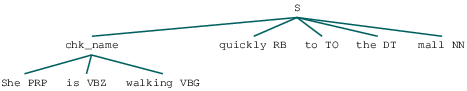 S
chk_name quickly RB to TO the DT mall NN
She PRP is VBZ walking VBG